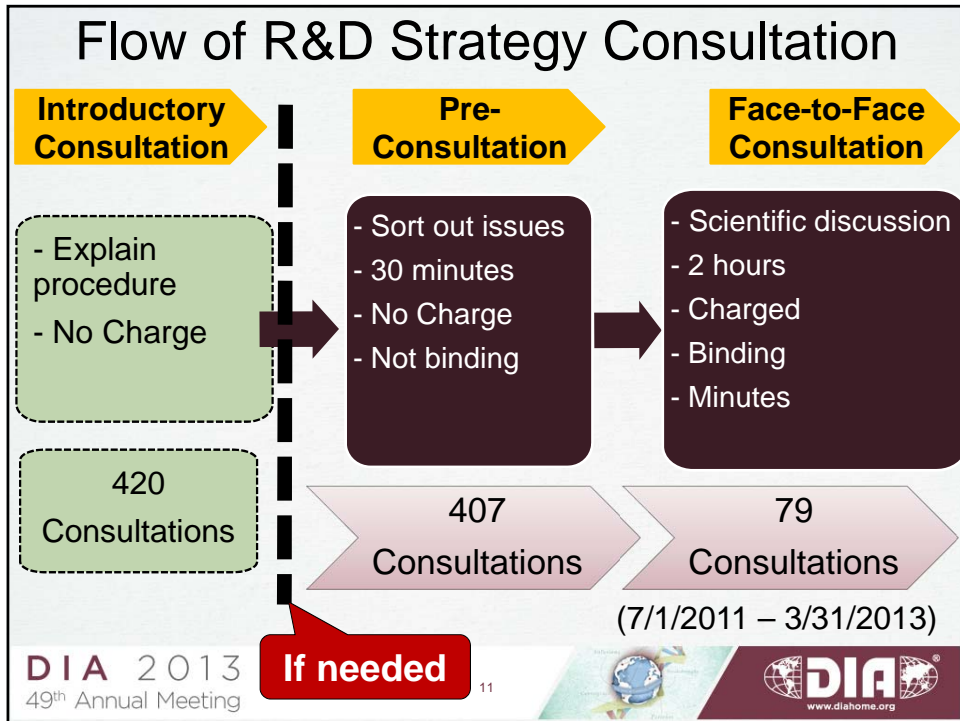 Flow of R&D Strategy Consultation
Introductory
Consultation
Pre-
Consultation
Face-to-Face
Consultation
- Explain
procedure
- No Charge
- Sort out issues
- 30 minutes
- No Charge
- Not binding
- Scientific discussion
- 2 hours
- Charged
- Binding
- Minutes
420
Consultations
407
Consultations
79
Consultations
(7/1/2011 – 3/31/2013)
If needed
DIA 2013
49th Annual Meeting
11
DIA®
www.diahome.org